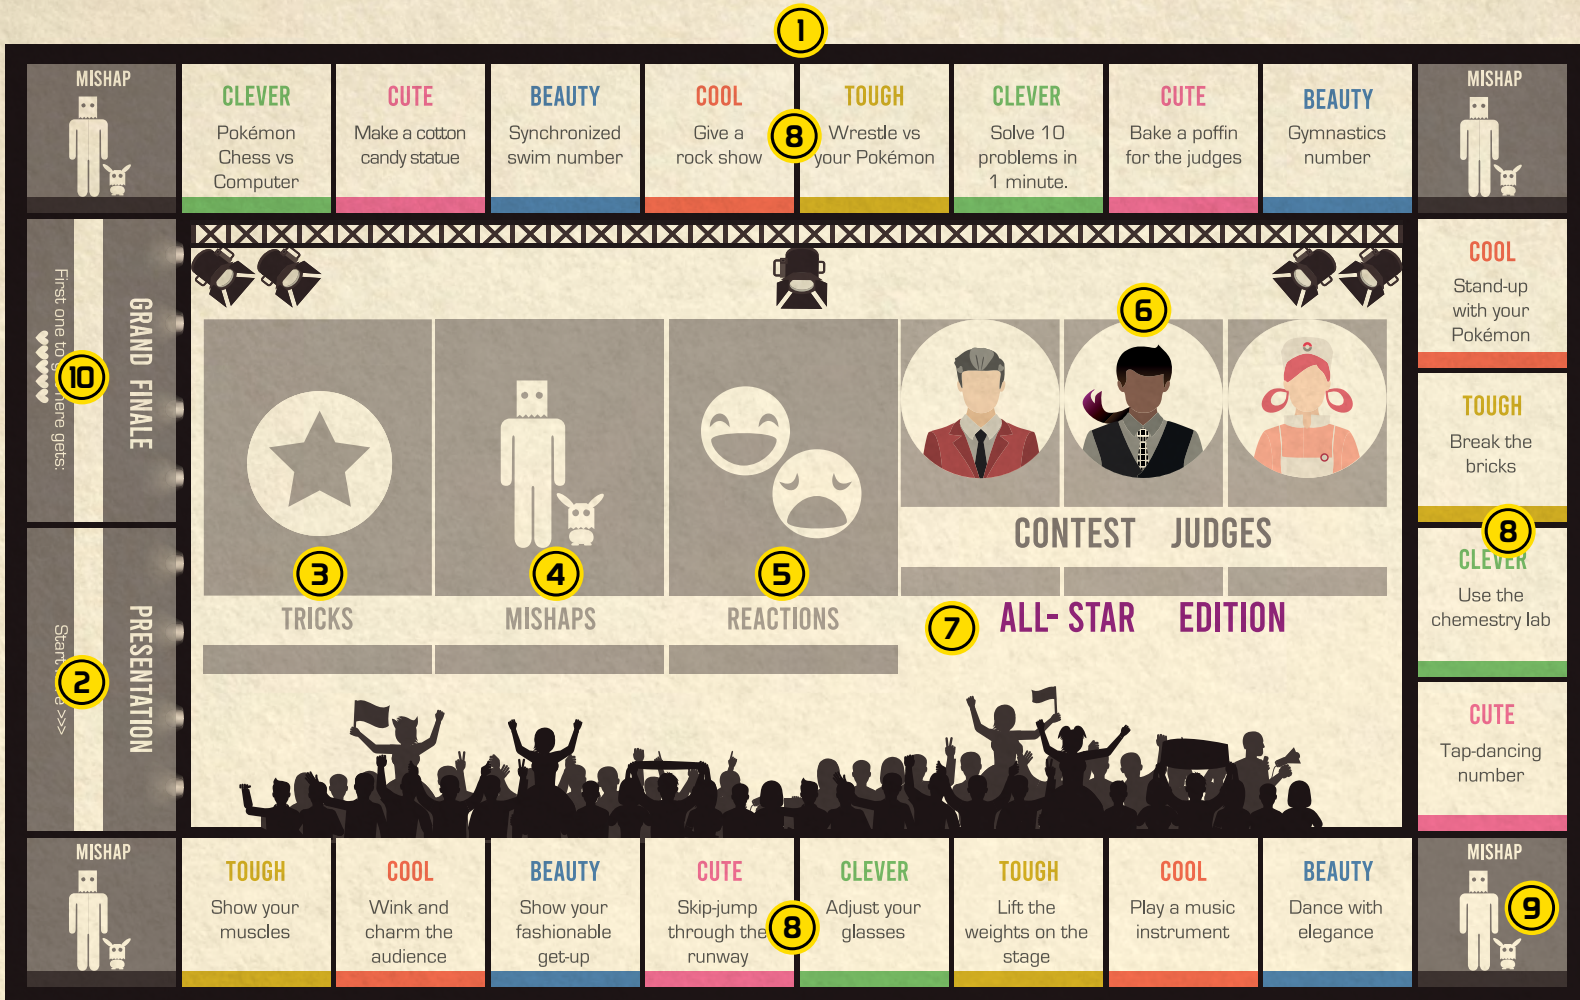 1
MISHAP
CLEVER
Pokémon
Chess vs
Computer
CUTE
Make a cotton
candy statue
BEAUTY
Synchronized
swim number
COOL
Give a
rock show
8
TOUGH
Wrestle vs
your Pokémon
CLEVER
Solve 10
problems in
1 minute.
CUTE
Bake a poffin
for the judges
BEAUTY
Gymnastics
number
MISHAP
GRAND FINALE
First one to
here gets:
10
PRESENTATION
Start
>>>
2
3
TRICKS
4
MISHAPS
5
REACTIONS
6
CONTEST JUDGES
7
ALL- STAR EDITION
COOL
Stand-up
with your
Pokémon
TOUGH
Break the
bricks
8
CLEVER
Use the
chemestry lab
CUTE
Tap-dancing
number
MISHAP
TOUGH
Show your
muscles
COOL
Wink and
charm the
audience
BEAUTY
Show your
fashionable
get-up
CUTE
Skip-jump
through the
runway
8
CLEVER
Adjust your
glasses
TOUGH
Lift the
weights on the
stage
COOL
Play a music
instrument
BEAUTY
Dance with
elegance
MISHAP
9